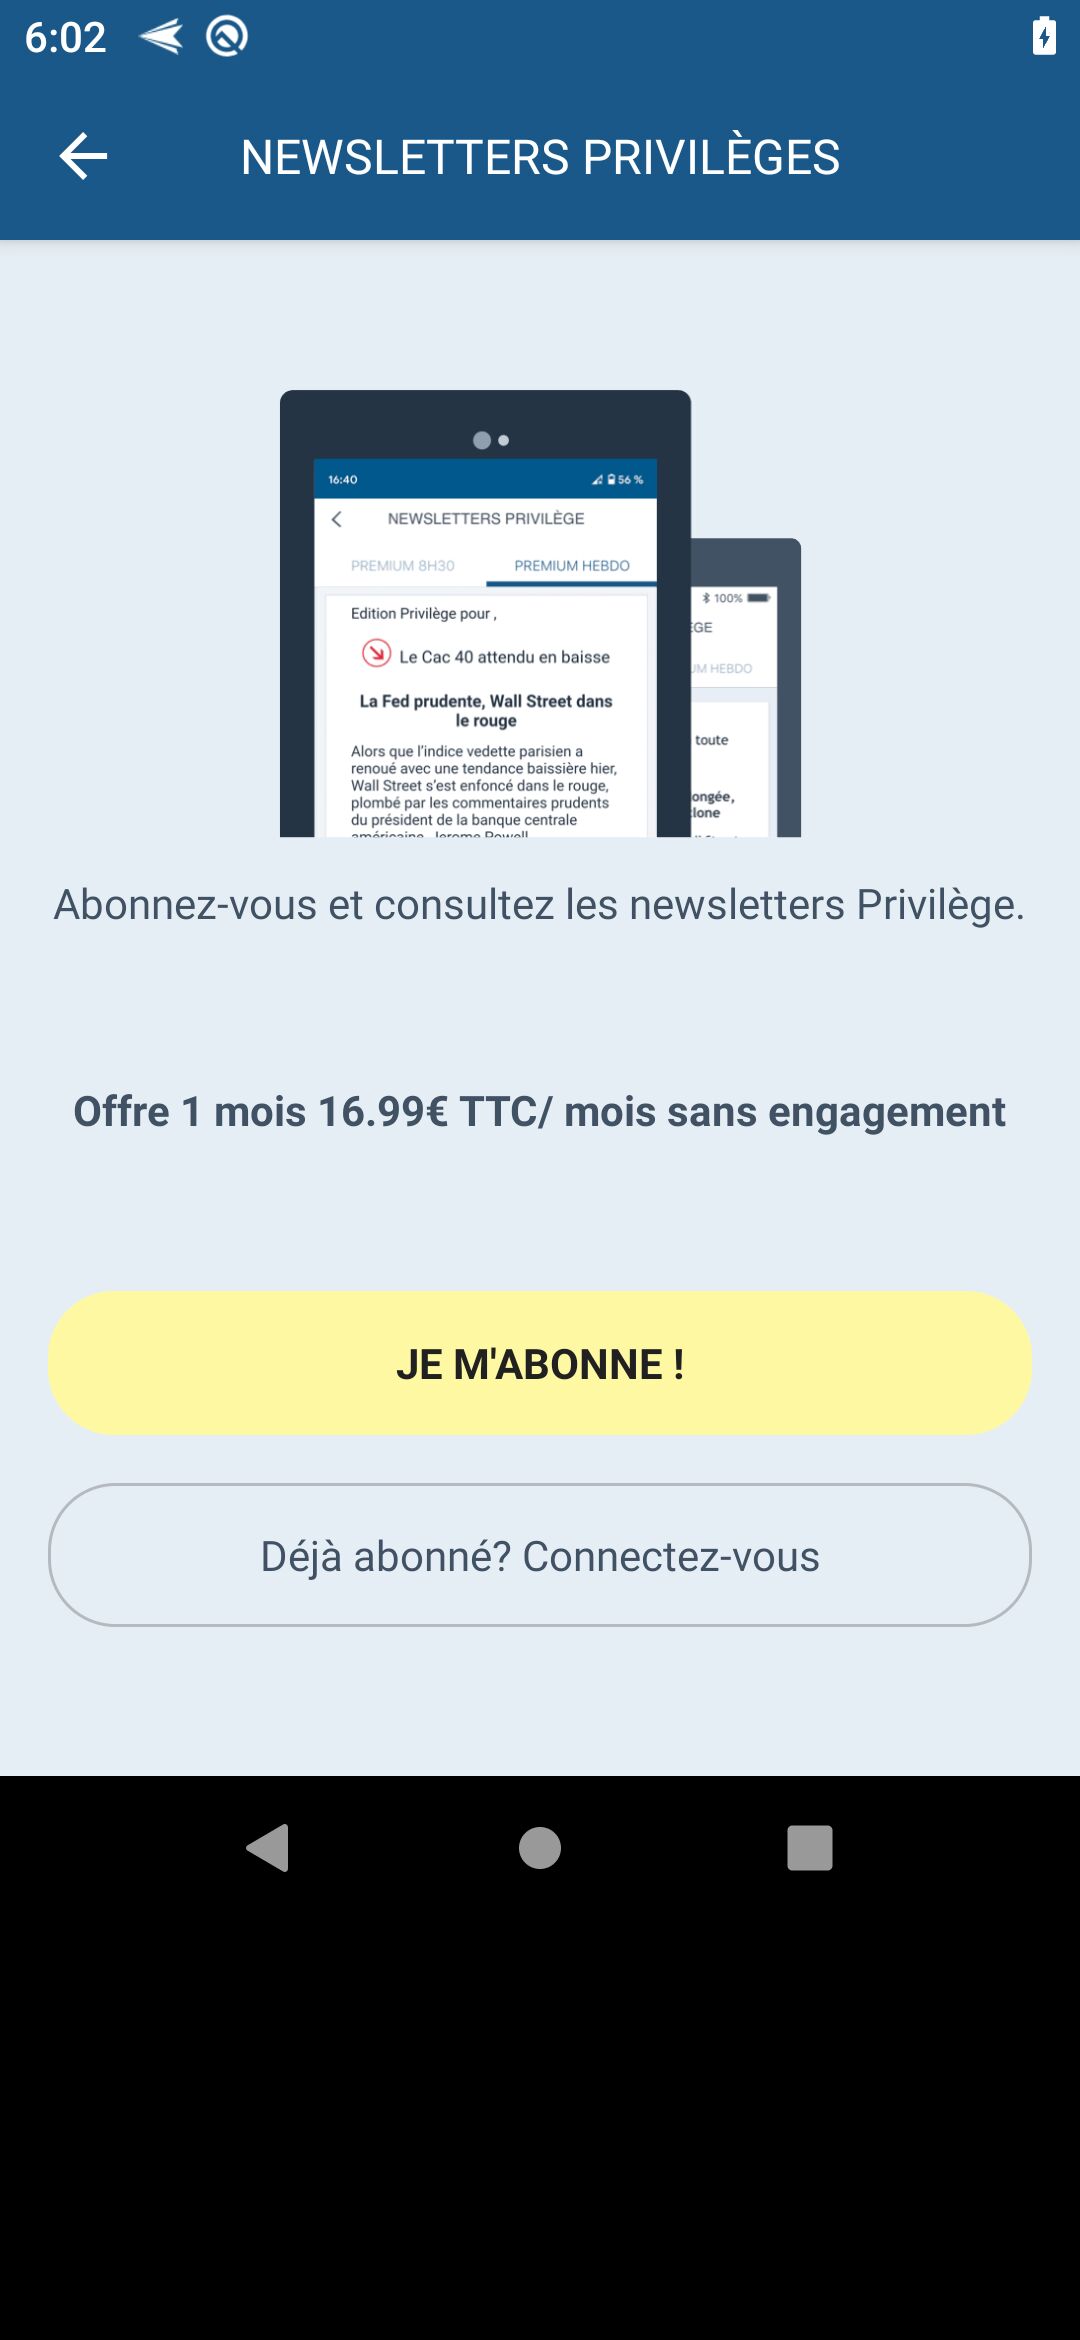 6:02
NEWSLETTERS PRIVILÈGES
16:40
56 %
NEWSLETTERS PRIVILÈGE
PREMIUM 8H30
PREMIUM HEBDO
100%
HEBDO
Edition Privilège pour ,
Le Cac 40 attendu en baisse
La Fed prudente, Wall Street dans
le rouge
Alors que l’indice vedette parisien a
renoué avec une tendance baissière hier,
Wall Street s’est enfoncé dans le rouge,
plombé par les commentaires prudents
du président de la banque centrale
américaine, Jerome Powell
toute
Abonnez-vous et consultez les newsletters Privilège.
Offre 1 mois 16.99€ TTC/ mois sans engagement
JE M'ABONNE !
Déjà abonné? Connectez-vous